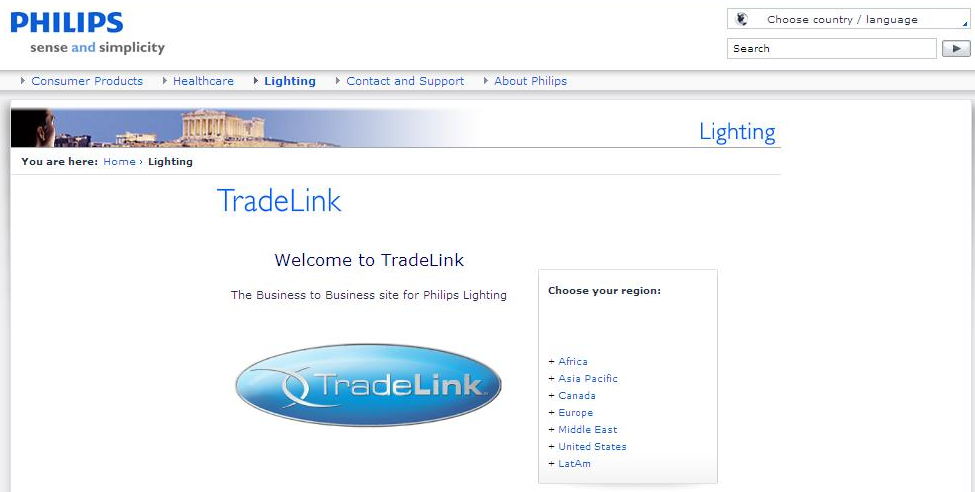 PHILIPS
sense and simplicity
Choose country / language
Search
Consumer Products
Healthcare
Lighting
Contact and Support
About Philips
Lighting
You are here: Home › Lighting
TradeLink
Welcome to TradeLink
The Business to Business site for Philips Lighting
TradeLink
Choose your region:
+ Africa
+ Asia Pacific
+ Canada
+ Europe
+ Middle East
+ United States
+ LatAm